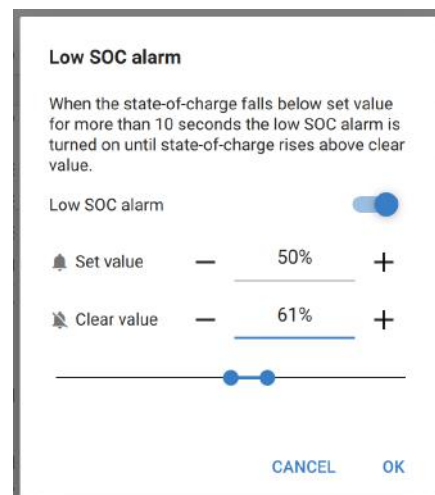 Low SOC alarm
When the state-of-charge falls below set value
for more than 10 seconds the low SOC alarm is
turned on until state-of-charge rises above clear
value.
Low SOC alarm
Set value — 50% +
Clear value — 61% +
CANCEL OK